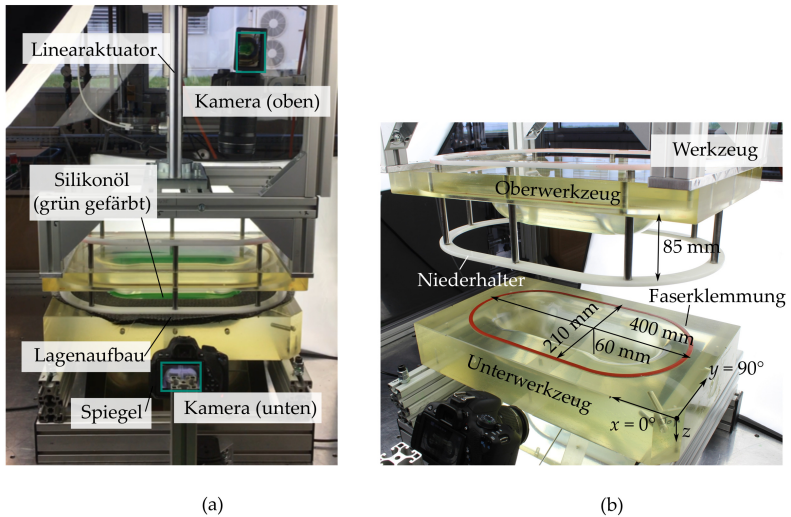 Linearaktuator
Kamera (oben)
Silikonöl
(grün gefärbt)
Lagenaufbau
Spiegel
Kamera (unten)
(a)
Werkzeug
Oberwerkzeug
85 mm
Niederhalter
Faserklemmung
210 mm
400 mm
60 mm
Unterwerkzeug
y = 90°
x = 0°
z
(b)